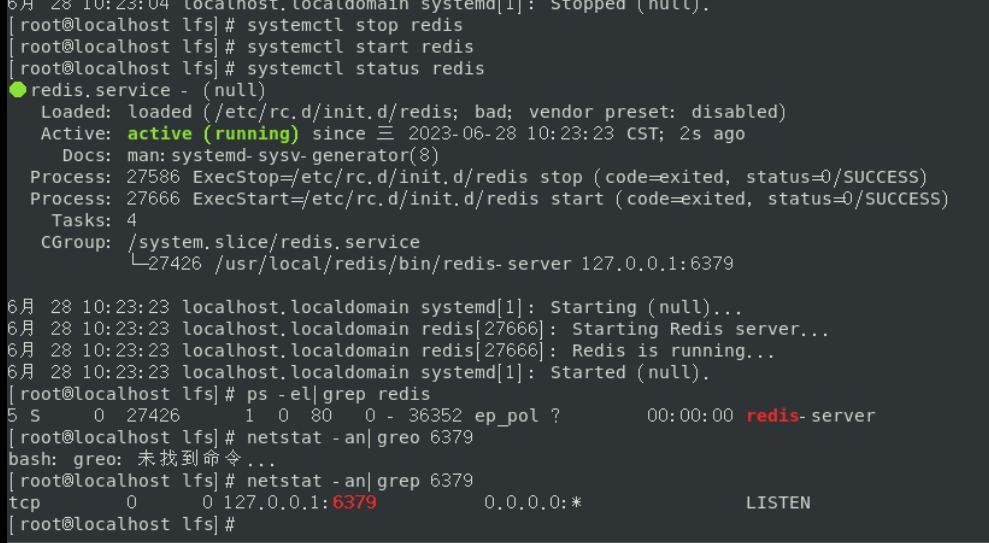 6月 28 10:23:04 localhost.localdomain systemd[1]: Stopped (null).
[root@localhost lfs]# systemctl stop redis
[root@localhost lfs]# systemctl start redis
[root@localhost lfs]# systemctl status redis
● redis.service - (null)
Loaded: loaded (/etc/rc.d/init.d/redis; bad; vendor preset: disabled)
Active: active (running) since 三 2023-06-28 10:23:23 CST; 2s ago
Docs: man:systemd-sysv-generator(8)
Process: 27586 ExecStop=/etc/rc.d/init.d/redis stop (code=exited, status=0/SUCCESS)
Process: 27666 ExecStart=/etc/rc.d/init.d/redis start (code=exited, status=0/SUCCESS)
Tasks: 4
CGroup: /system.slice/redis.service
└─27426 /usr/local/redis/bin/redis-server 127.0.0.1:6379
6月 28 10:23:23 localhost.localdomain systemd[1]: Starting (null)...
6月 28 10:23:23 localhost.localdomain redis[27666]: Starting Redis server...
6月 28 10:23:23 localhost.localdomain redis[27666]: Redis is running...
6月 28 10:23:23 localhost.localdomain systemd[1]: Started (null).
[root@localhost lfs]# ps -el|grep redis
5 S 0 27426 1 0 80 0 - 36352 ep_pol ? 00:00:00 redis-server
[root@localhost lfs]# netstat -an|greo 6379
bash: greo: 未找到命令...
[root@localhost lfs]# netstat -an|grep 6379
tcp 0 0 127.0.0.1:6379 0.0.0.0:* LISTEN
[root@localhost lfs]#